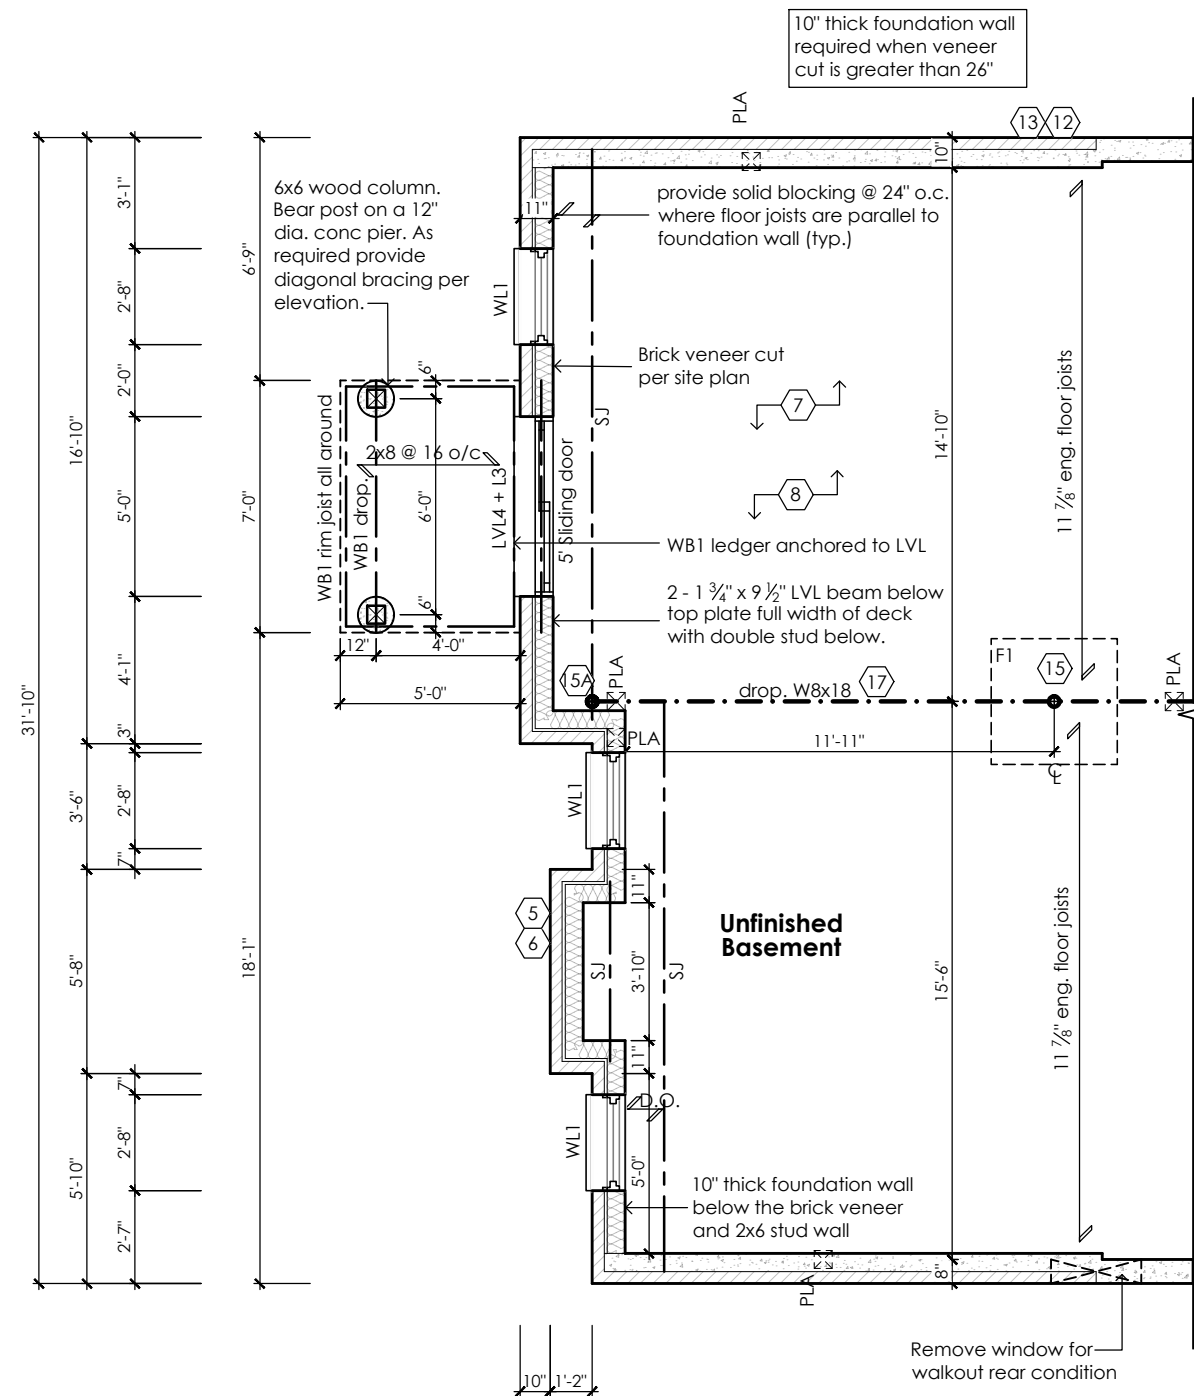 10" thick foundation wall
required when veneer
cut is greater than 26"
PLA
13
12
10"
6x6 wood column.
Bear post on a 12"
dia. conc pier. As
required provide
diagonal bracing per
elevation.
11"
provide solid blocking @ 24" o.c.
where floor joists are parallel to
foundation wall (typ.)
3'-1"
6'-9"
2'-8"
WL1
2'-0"
6"
Brick veneer cut
per site plan
11 7/8" eng. floor joists
7
SJ
16'-10"
14'-10"
WB1 rim joist all around
WB1 drop.
2x8 @ 16 o/c
5'-0"
7'-0"
6'-0"
LVL4 + L3
5' Sliding door
8
WB1 ledger anchored to LVL
2 - 1 3/4" x 9 1/2" LVL beam below
top plate full width of deck
with double stud below.
6"
12"
4'-0"
5'-0"
4'-1"
31'-10"
15A
PLA
drop. W8x18
17
F1
15
PLA
3"
PLA
11'-11"
CL
3'-6"
2'-8"
WL1
7"
11"
5
6
Unfinished
Basement
11 7/8" eng. floor joists
18'-1"
5'-8"
SJ
3'-10"
SJ
15'-6"
11"
7"
D.O.
2'-8"
WL1
5'-10"
5'-0"
10" thick foundation wall
below the brick veneer
and 2x6 stud wall
2'-7"
8"
PLA
Remove window for
walkout rear condition
10"
1'-2"